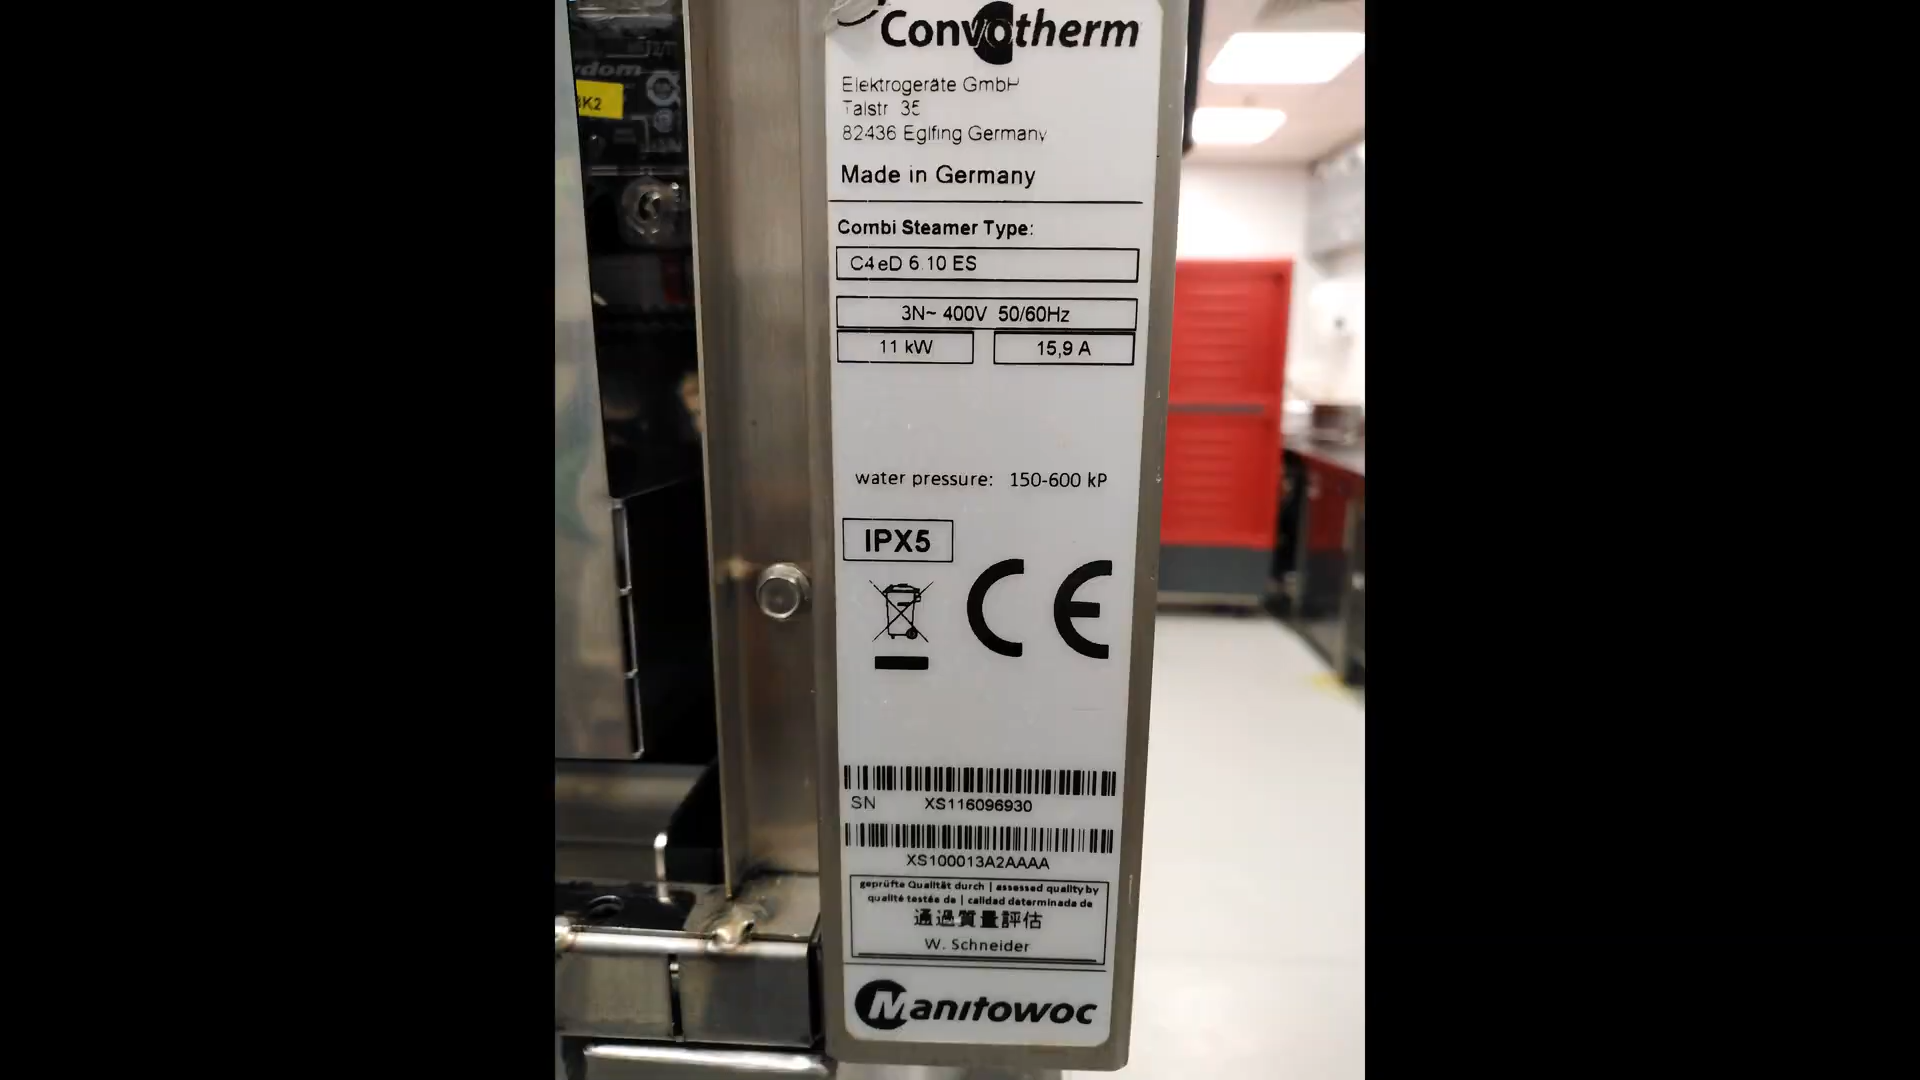 Convotherm
Elektrogeräte GmbH
Talstr 35
82436 Eglfing Germany
Made in Germany
Combi Steamer Type:
C4eD 6.10 ES
3N~ 400V 50/60Hz
11 kW 15,9 A
water pressure: 150-600 kP
IPX5
CE
SN XS116096930
XS100013A2AAAA
geprüfte Qualität durch | assessed quality by
qualité testée de | calidad determinada de
通過質量評估
W. Schneider
Manitowoc
BK2